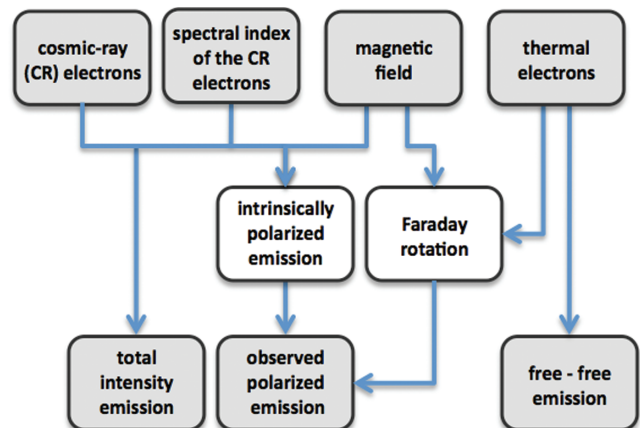 cosmic-ray
(CR) electrons
spectral index
of the CR
electrons
magnetic
field
thermal
electrons
intrinsically
polarized
emission
Faraday
rotation
total
intensity
emission
observed
polarized
emission
free - free
emission